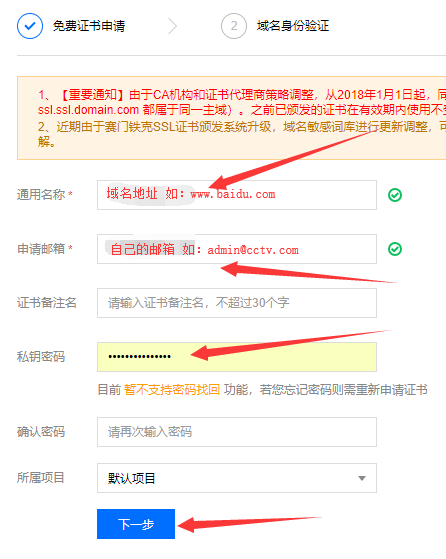 免费证书申请
2 域名身份验证
1、【重要通知】由于CA机构和证书代理商策略调整，从2018年1月1日起，同
ssl.ssl.domain.com 都属于同一主域）。之前已颁发的证书在有效期内使用不受
2、近期由于赛门铁克SSL证书颁发系统升级，域名敏感词库进行更新调整，可
解。
通用名称 * 域名地址 如：www.baidu.com
申请邮箱 * 自己的邮箱 如：admin@cctv.com
证书备注名 请输入证书备注名，不超过30个字
私钥密码 •••••••••••••••
目前 暂不支持密码找回 功能，若您忘记密码则需重新申请证书
确认密码 请再次输入密码
所属项目 默认项目
下一步